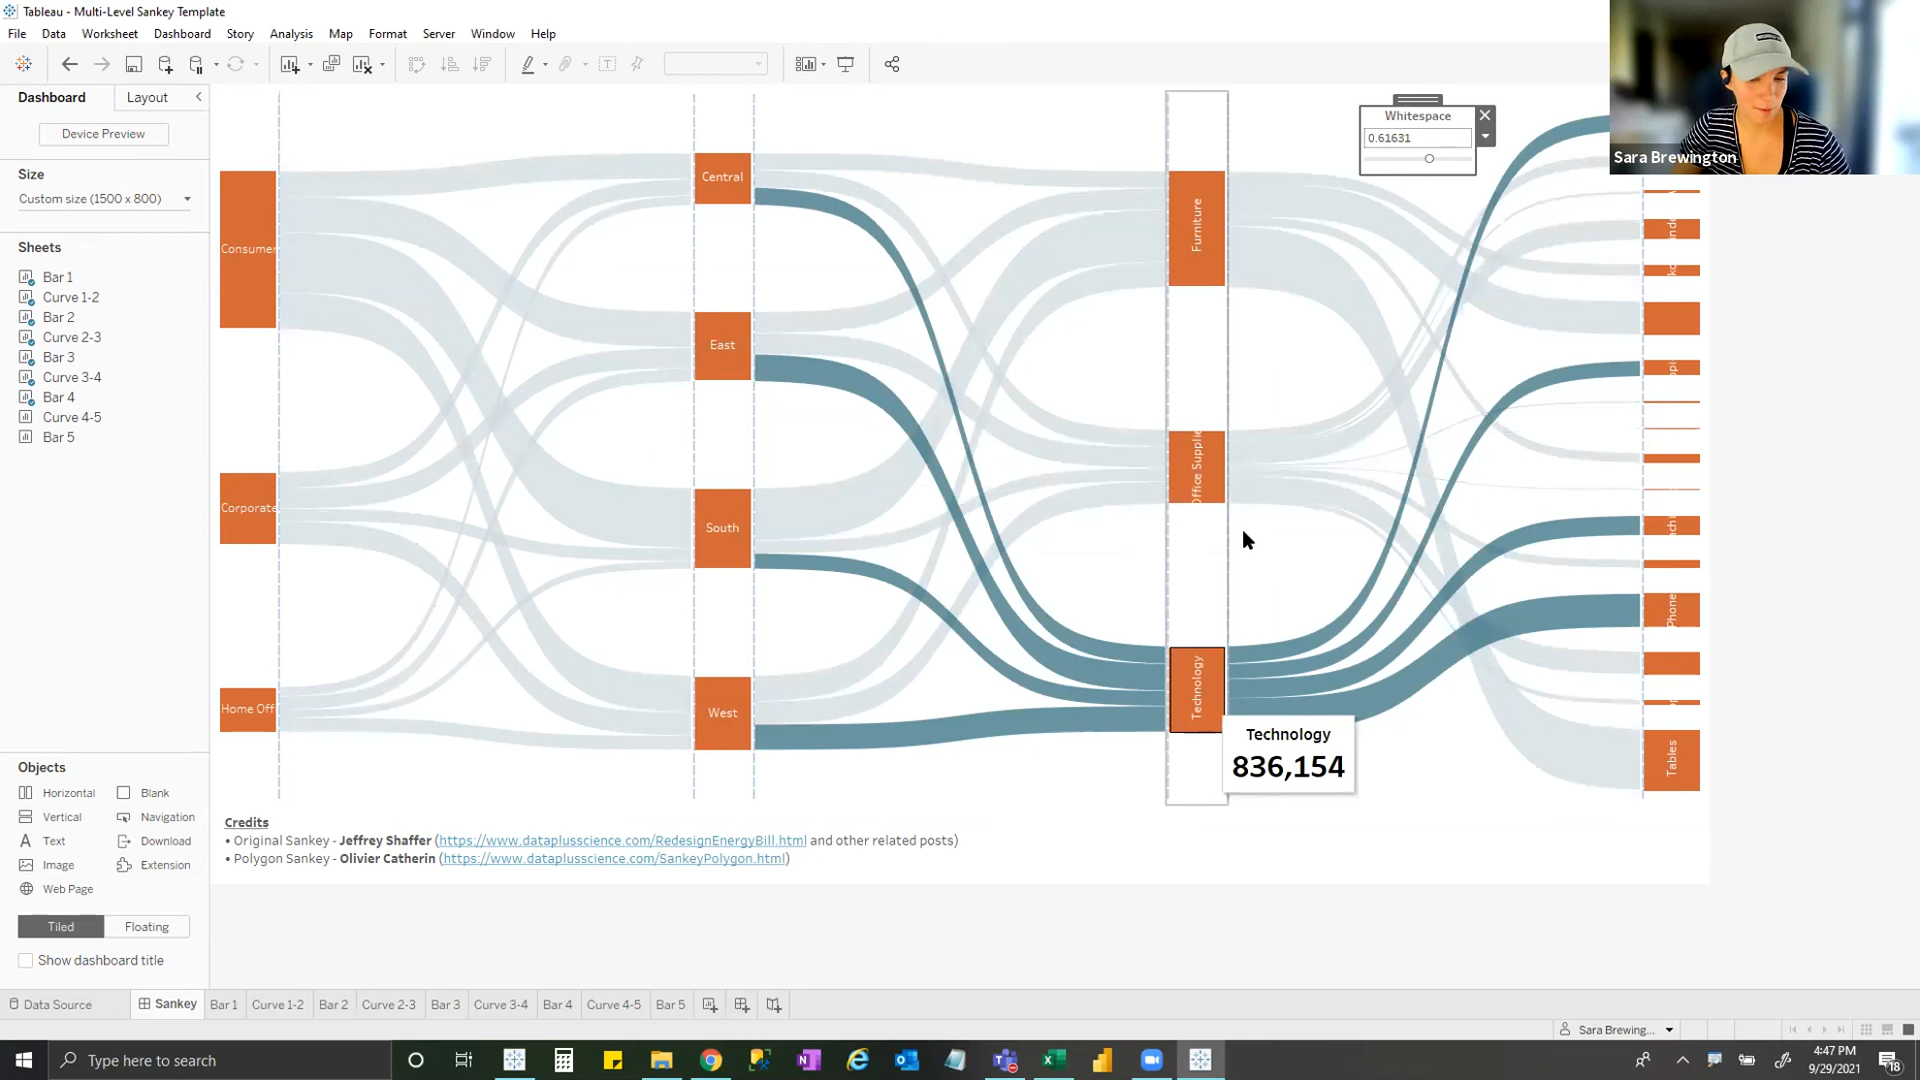 Tableau - Multi-Level Sankey Template
File Data Worksheet Dashboard Story Analysis Map Format Server Window Help
Dashboard Layout
Device Preview
Size
Custom size (1500 x 800)
Sheets
Bar 1
Curve 1-2
Bar 2
Curve 2-3
Bar 3
Curve 3-4
Bar 4
Curve 4-5
Bar 5
Objects
Horizontal Blank
Vertical Navigation
Text Download
Image Extension
Web Page
Tiled Floating
Show dashboard title
Consumer
Corporate
Home Off
Central
East
South
West
Furniture
Office Supplie
Technology
Technology
836,154
Whitespace
0.61631
Sara Brewington
Phone
Tables
Credits
• Original Sankey - Jeffrey Shaffer (https://www.dataplusscience.com/RedesignEnergyBill.html and other related posts)
• Polygon Sankey - Olivier Catherin (https://www.dataplusscience.com/SankeyPolygon.html)
Data Source Sankey Bar 1 Curve 1-2 Bar 2 Curve 2-3 Bar 3 Curve 3-4 Bar 4 Curve 4-5 Bar 5
Sara Brewing...
Type here to search
4:47 PM
9/29/2021
18